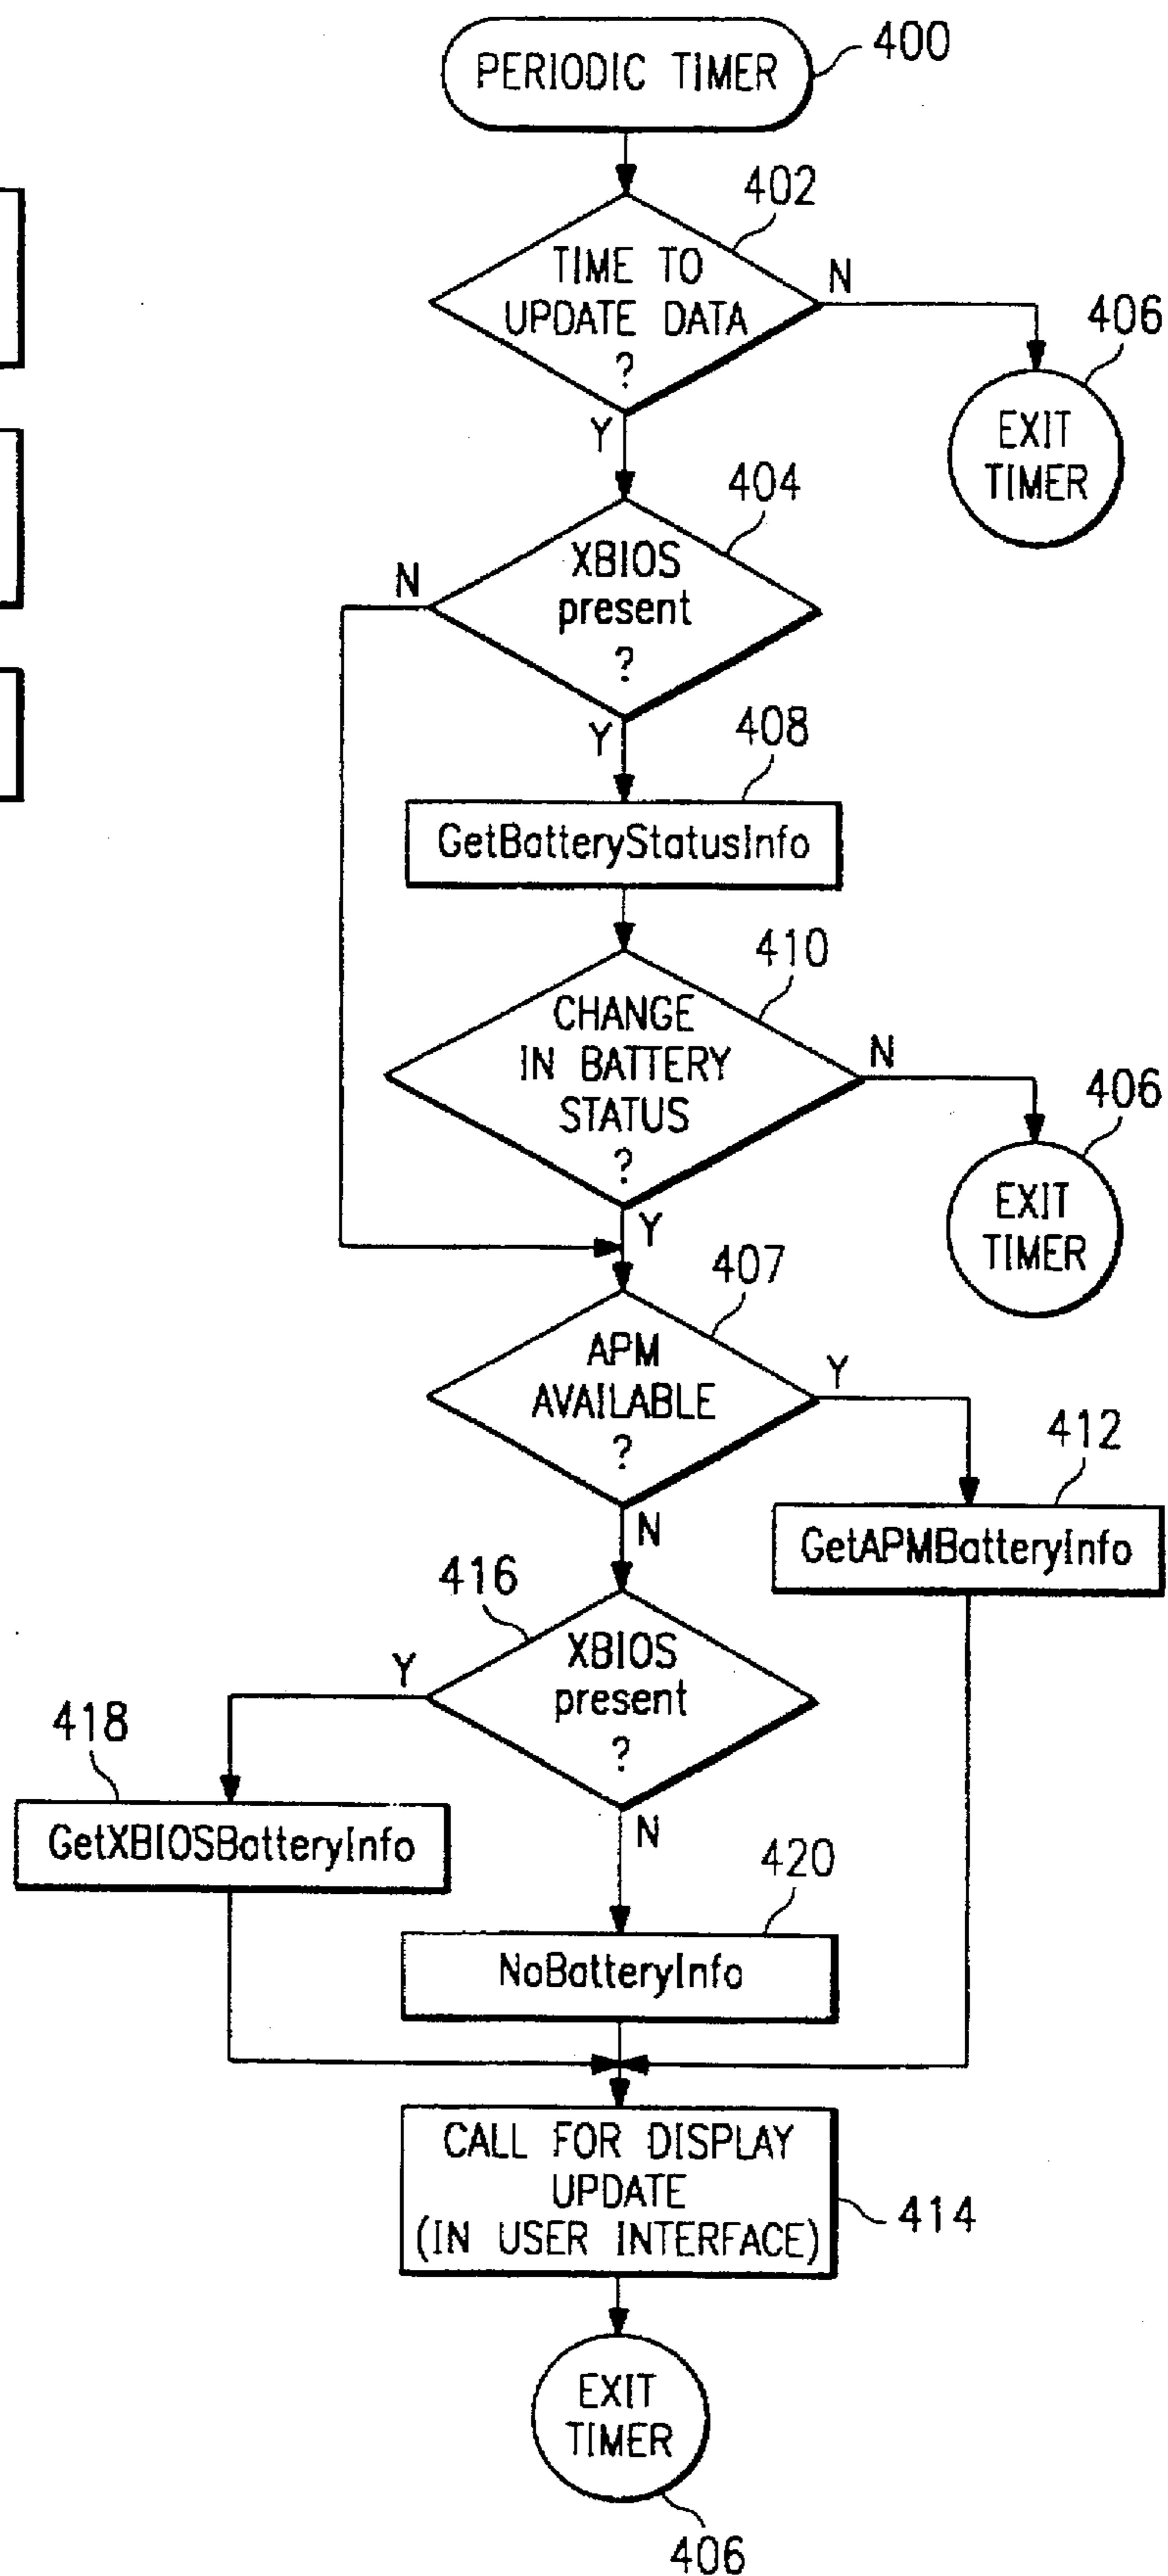 PERIODIC TIMER
400
402
TIME TO
UPDATE DATA
?
N
406
EXIT
TIMER
Y
404
XBIOS
present
?
N
Y
408
GetBatteryStatusInfo
410
CHANGE
IN BATTERY
STATUS
?
N
406
EXIT
TIMER
Y
407
APM
AVAILABLE
?
Y
412
GetAPMBatteryInfo
N
416
XBIOS
present
?
Y
418
GetXBIOSBatteryInfo
N
420
NoBatteryInfo
CALL FOR DISPLAY
UPDATE
(IN USER INTERFACE)
414
EXIT
TIMER
406